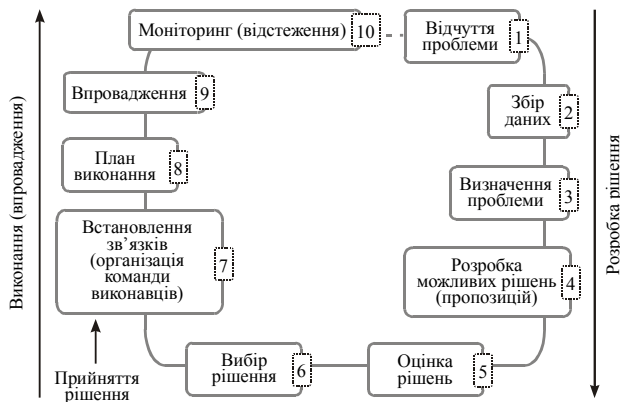 Моніторинг (відстеження)
10
Відчуття
проблеми
1
Збір
даних
2
Визначення
проблеми
3
Розробка
можливих рішень
(пропозицій)
4
Оцінка
рішень
5
Вибір
рішення
6
Встановлення
зв’язків
(організація
команди
виконавців)
7
План
виконання
8
Впровадження
9
Прийняття
рішення
Виконання (впровадження)
Розробка рішення